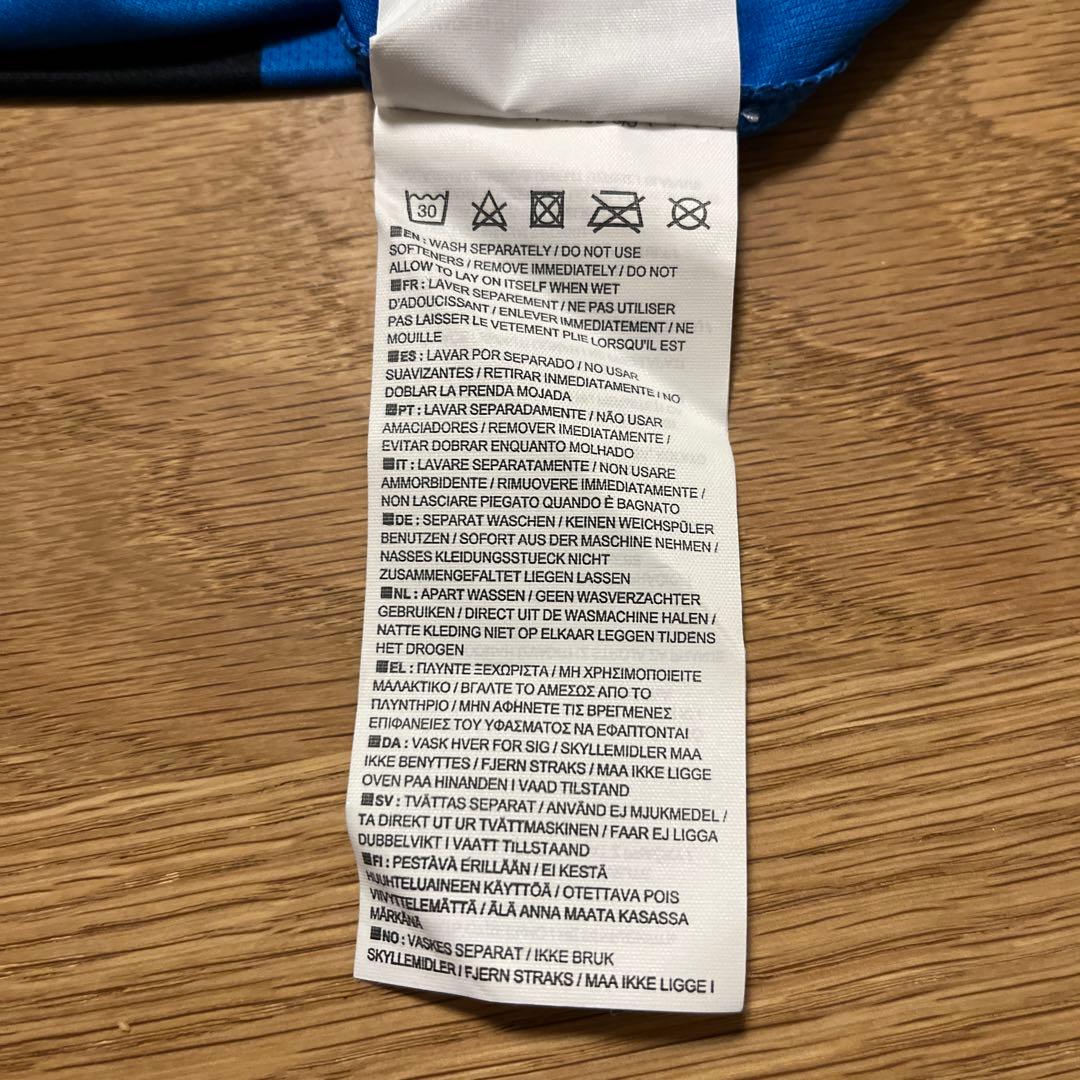 30
EN : WASH SEPARATELY / DO NOT USE
SOFTENERS / REMOVE IMMEDIATELY / DO NOT
ALLOW TO LAY ON ITSELF WHEN WET
FR : LAVER SEPAREMENT / NE PAS UTILISER
D'ADOUCISSANT / ENLEVER IMMEDIATEMENT / NE
PAS LAISSER LE VETEMENT PLIE LORSQU'IL EST
MOUILLE
ES : LAVAR POR SEPARADO / NO USAR
SUAVIZANTES / RETIRAR INMEDIATAMENTE / NO
DOBLAR LA PRENDA MOJADA
PT : LAVAR SEPARADAMENTE / NÃO USAR
AMACIADORES / REMOVER IMEDIATAMENTE /
EVITAR DOBRAR ENQUANTO MOLHADO
IT : LAVARE SEPARATAMENTE / NON USARE
AMMORBIDENTE / RIMUOVERE IMMEDIATAMENTE /
NON LASCIARE PIEGATO QUANDO È BAGNATO
DE : SEPARAT WASCHEN / KEINEN WEICHSPÜLER
BENUTZEN / SOFORT AUS DER MASCHINE NEHMEN /
NASSES KLEIDUNGSSTUECK NICHT
ZUSAMMENGEFALTET LIEGEN LASSEN
NL : APART WASSEN / GEEN WASVERZACHTER
GEBRUIKEN / DIRECT UIT DE WASMACHINE HALEN /
NATTE KLEDING NIET OP ELKAAR LEGGEN TIJDENS
HET DROGEN
EL : ΠΛΥΝΤΕ ΞΕΧΩΡΙΣΤΑ / ΜΗ ΧΡΗΣΙΜΟΠΟΙΕΙΤΕ
ΜΑΛΑΚΤΙΚΟ / ΒΓΑΛΤΕ ΤΟ ΑΜΕΣΩΣ ΑΠΟ ΤΟ
ΠΛΥΝΤΗΡΙΟ / ΜΗΝ ΑΦΗΝΕΤΕ ΤΙΣ ΒΡΕΓΜΕΝΕΣ
ΕΠΙΦΑΝΕΙΕΣ ΤΟΥ ΥΦΑΣΜΑΤΟΣ ΝΑ ΕΦΑΠΤΟΝΤΑΙ
DA : VASK HVER FOR SIG / SKYLLEMIDLER MAA
IKKE BENYTTES / FJERN STRAKS / MAA IKKE LIGGE
OVEN PAA HINANDEN I VAAD TILSTAND
SV : TVÄTTAS SEPARAT / ANVÄND EJ MJUKMEDEL /
TA DIREKT UT UR TVÄTTMASKINEN / FAAR EJ LIGGA
DUBBELVIKT I VAATT TILLSTAAND
FI : PESTÄVÄ ERILLÄÄN / EI KESTÄ
HUUHTELUAINEEN KÄYTTÖÄ / OTETTAVA POIS
VIIVYTTELEMÄTTÄ / ÄLÄ ANNA MAATA KASASSA
MÄRKÄNÄ
NO : VASKES SEPARAT / IKKE BRUK
SKYLLEMIDLER / FJERN STRAKS / MAA IKKE LIGGE I